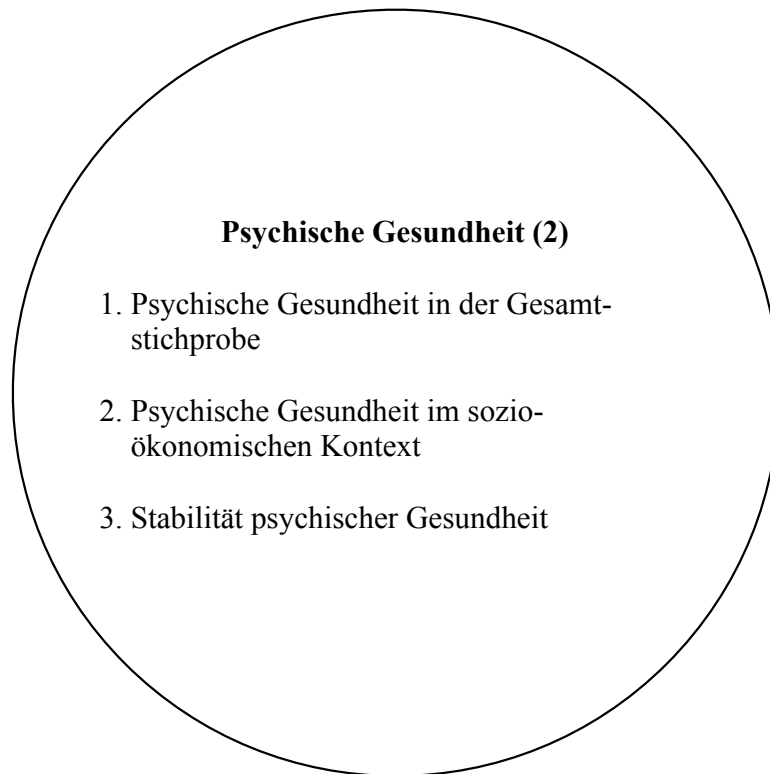 Psychische Gesundheit (2)
1. Psychische Gesundheit in der Gesamt-
stichprobe
2. Psychische Gesundheit im sozio-
ökonomischen Kontext
3. Stabilität psychischer Gesundheit